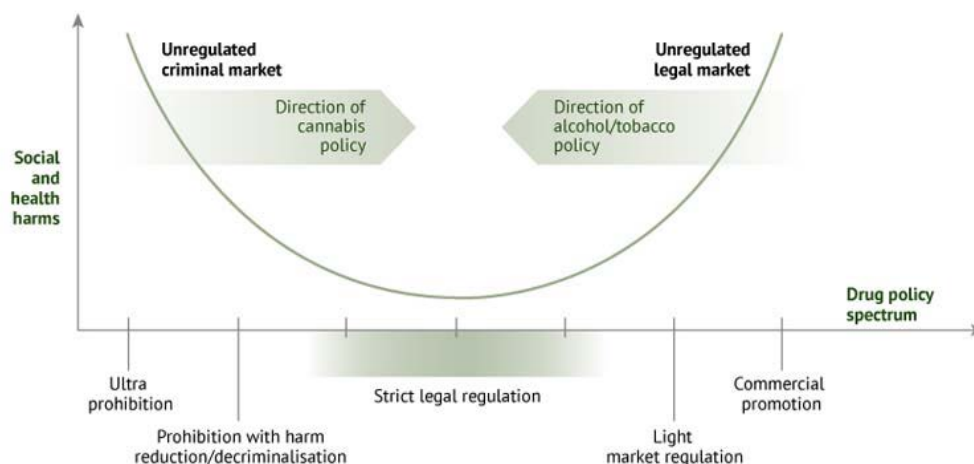 Unregulated
criminal market
Unregulated
legal market
Direction of
cannabis
policy
Direction of
alcohol/tobacco
policy
Social
and
health
harms
Drug policy
spectrum
Ultra
prohibition
Prohibition with harm
reduction/decriminalisation
Strict legal regulation
Light
market regulation
Commercial
promotion